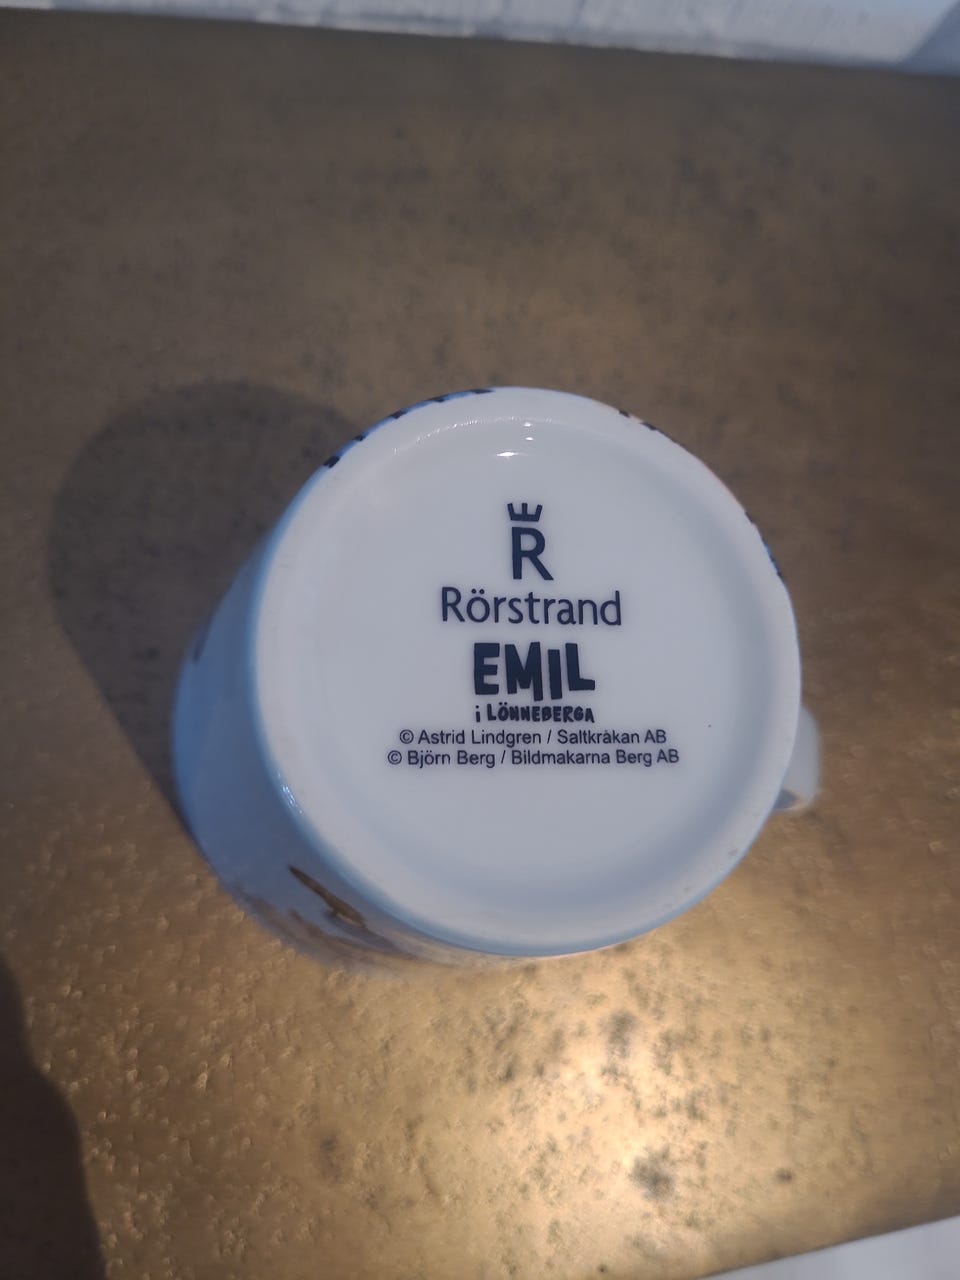 R
Rörstrand
EMIL
i LÖNNEBERGA
© Astrid Lindgren / Saltkråkan AB
© Björn Berg / Bildmakarna Berg AB